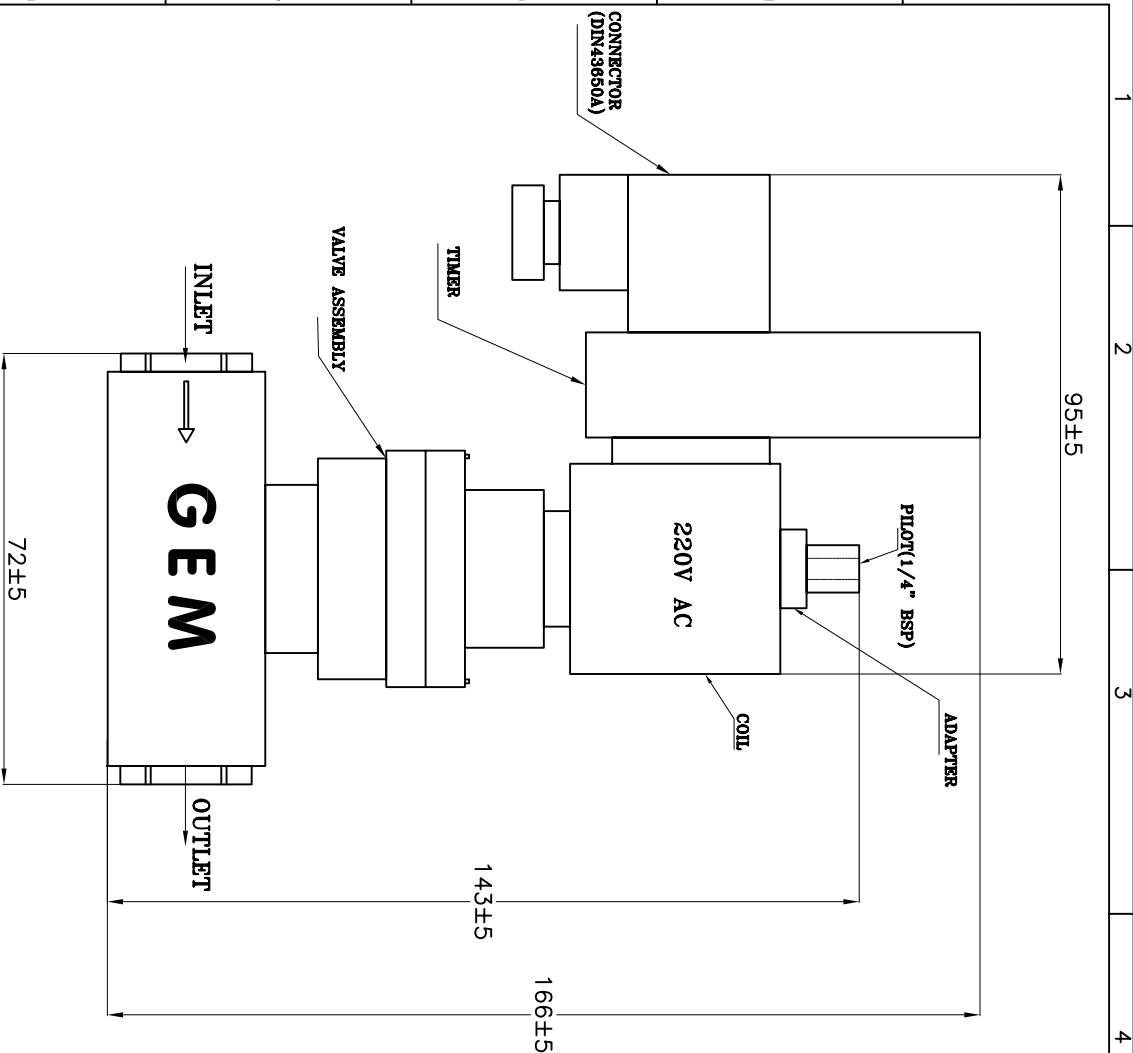 1
2
3
4
CONNECTOR
(DIN43650A)
95±5
TIMER
PILOT(1/4" BSP)
220V AC
ADAPTER
COIL
VALVE ASSEMBLY
INLET
GEM
OUTLET
143±5
166±5
72±5